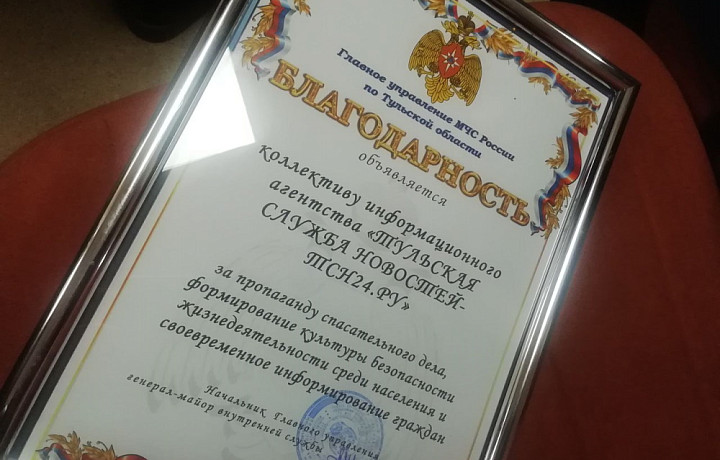 Главное управление МЧС России
по Тульской области
БЛАГОДАРНОСТЬ
объявляется
коллективу информационного
агентства «ТУЛЬСКАЯ
СЛУЖБА НОВОСТЕЙ-
ТСН24.РУ»
за пропаганду спасательного дела,
формирование культуры безопасности
жизнедеятельности среди населения и
своевременное информирование граждан
Начальник Главного управления
генерал-майор внутренней службы